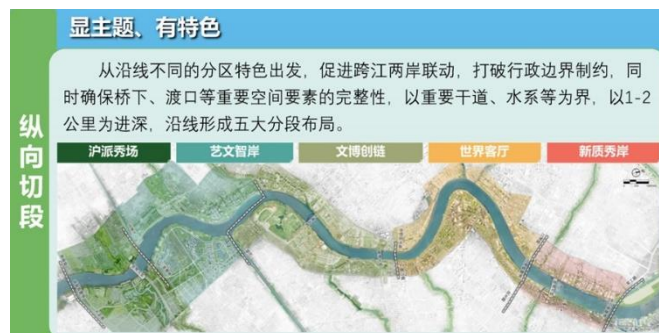 显主题、有特色
从沿线不同的分区特色出发，促进跨江两岸联动，打破行政边界制约，同
时确保桥下、渡口等重要空间要素的完整性，以重要干道、水系等为界，以1-2
公里为进深，沿线形成五大分段布局。
纵向切段
沪派秀场
艺文智岸
文博创链
世界客厅
新质秀岸